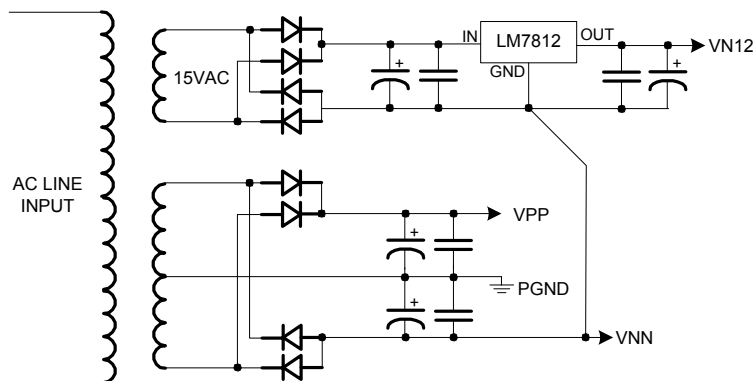 15VAC
IN
LM7812
OUT
GND
+
+
VN12
AC LINE
INPUT
+
VPP
PGND
+
VNN